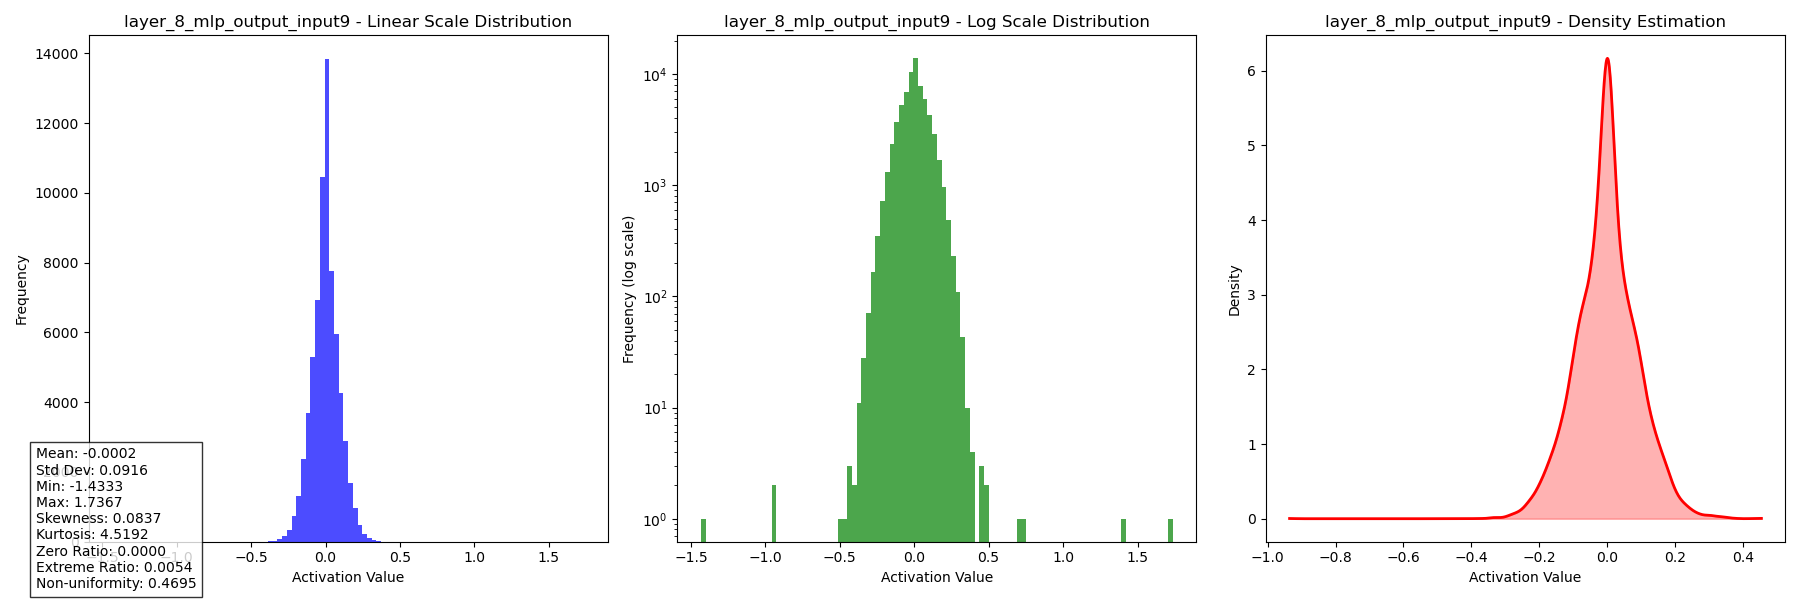 layer_8_mlp_output_input9 - Linear Scale Distribution
14000
12000
10000
8000
6000
4000
Frequency
−0.5 0.0 0.5 1.0 1.5
Activation Value
Mean: -0.0002
Std Dev: 0.0916
Min: -1.4333
Max: 1.7367
Skewness: 0.0837
Kurtosis: 4.5192
Zero Ratio: 0.0000
Extreme Ratio: 0.0054
Non-uniformity: 0.4695
layer_8_mlp_output_input9 - Log Scale Distribution
10⁴
10³
10²
10¹
10⁰
Frequency (log scale)
−1.5 −1.0 −0.5 0.0 0.5 1.0 1.5
Activation Value
layer_8_mlp_output_input9 - Density Estimation
6
5
4
3
2
1
0
Density
−1.0 −0.8 −0.6 −0.4 −0.2 0.0 0.2 0.4
Activation Value